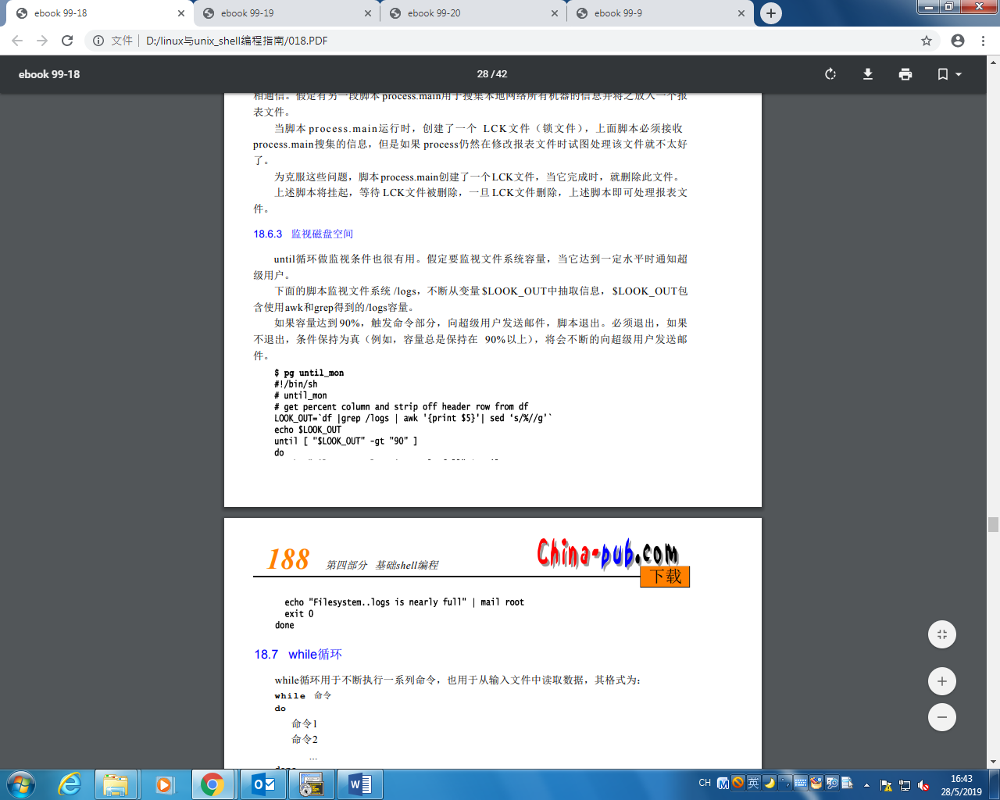 ebook 99-18
ebook 99-19
ebook 99-20
ebook 99-9
文件 D:/linux与unix_shell编程指南/018.PDF
ebook 99-18
28 / 42
相通信。假定有另一段脚本process.main用于搜集本地网络所有机器的信息并将之放入一个报
表文件。
当脚本process.main运行时，创建了一个 LCK文件（锁文件），上面脚本必须接收
process.main搜集的信息，但是如果 process仍然在修改报表文件时试图处理该文件就不太好
了。
为克服这些问题，脚本process.main创建了一个LCK文件，当它完成时，就删除此文件。
上述脚本将挂起，等待 LCK文件被删除，一旦LCK文件删除，上述脚本即可处理报表文
件。
18.6.3 监视磁盘空间
until循环做监视条件也很有用。假定要监视文件系统容量，当它达到一定水平时通知超
级用户。
下面的脚本监视文件系统 /logs，不断从变量$LOOK_OUT中抽取信息，$LOOK_OUT包
含使用awk和grep得到的/logs容量。
如果容量达到90%，触发命令部分，向超级用户发送邮件，脚本退出。必须退出，如果
不退出，条件保持为真（例如，容量总是保持在 90%以上），将会不断的向超级用户发送邮
件。
$ pg until_mon
#!/bin/sh
# until_mon
# get percent column and strip off header row from df
LOOK_OUT=`df |grep /logs | awk '{print $5}'| sed ‘s/%//g'`
echo $LOOK_OUT
until [ "$LOOK_OUT" -gt "90" ]
do
188 第四部分 基础shell编程
China-pub.com
下载
echo "Filesystem..logs is nearly full" | mail root
exit 0
done
18.7 while循环
while循环用于不断执行一系列命令，也用于从输入文件中读取数据，其格式为：
while 命令
do
命令1
命令2
...
done
CH 英
16:43
28/5/2019